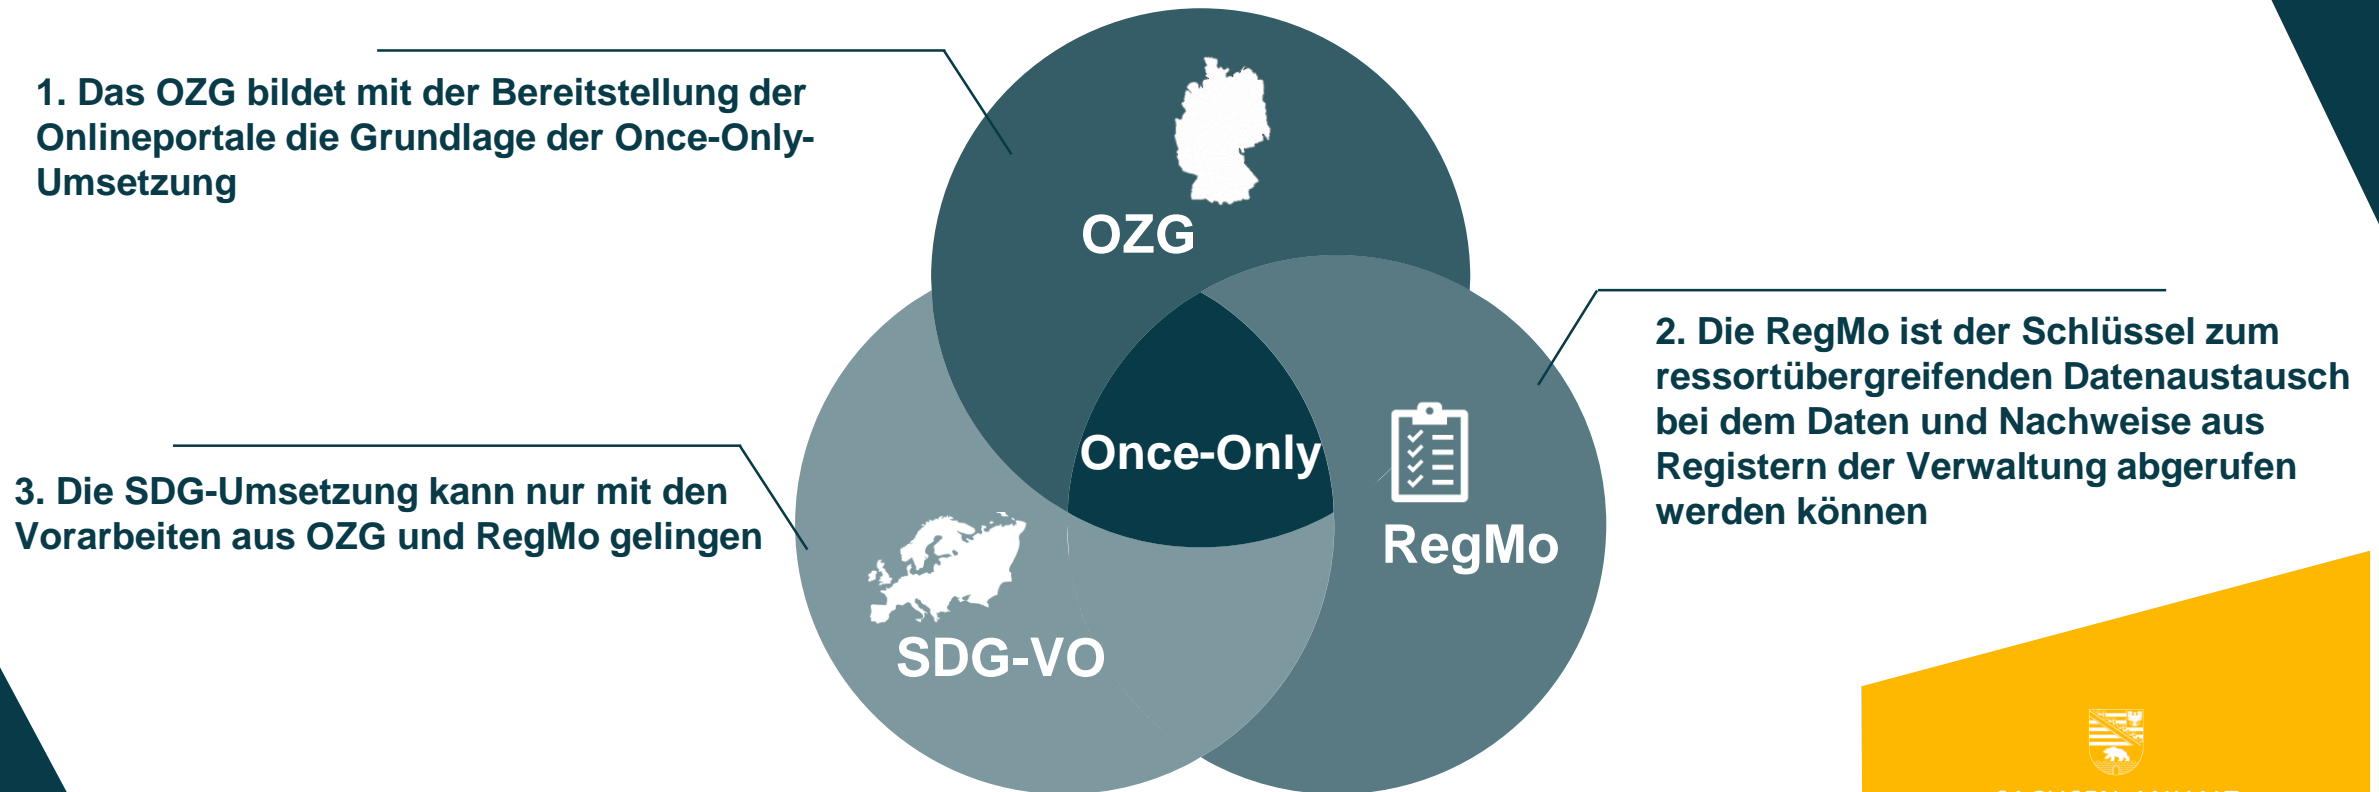 1. Das OZG bildet mit der Bereitstellung der
Onlineportale die Grundlage der Once-Only-
Umsetzung
OZG
2. Die RegMo ist der Schlüssel zum
ressortübergreifenden Datenaustausch
bei dem Daten und Nachweise aus
Registern der Verwaltung abgerufen
werden können
Once-Only
RegMo
3. Die SDG-Umsetzung kann nur mit den
Vorarbeiten aus OZG und RegMo gelingen
SDG-VO